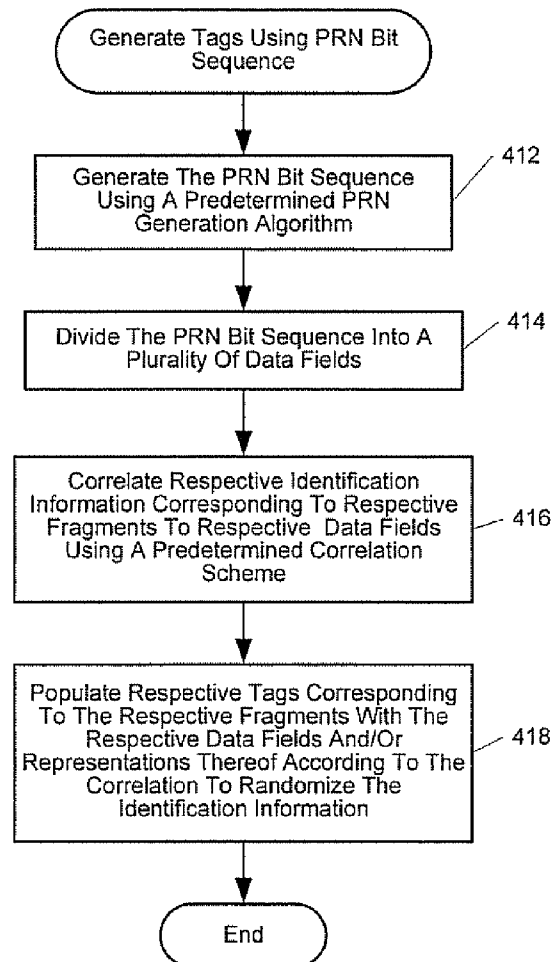 Generate Tags Using PRN Bit
Sequence
412
Generate The PRN Bit Sequence
Using A Predetermined PRN
Generation Algorithm
414
Divide The PRN Bit Sequence Into A
Plurality Of Data Fields
Correlate Respective Identification
Information Corresponding To Respective
Fragments To Respective Data Fields
Using A Predetermined Correlation
Scheme
416
Populate Respective Tags Corresponding
To The Respective Fragments With The
Respective Data Fields And/Or
Representations Thereof According To The
Correlation To Randomize The
Identification Information
418
End